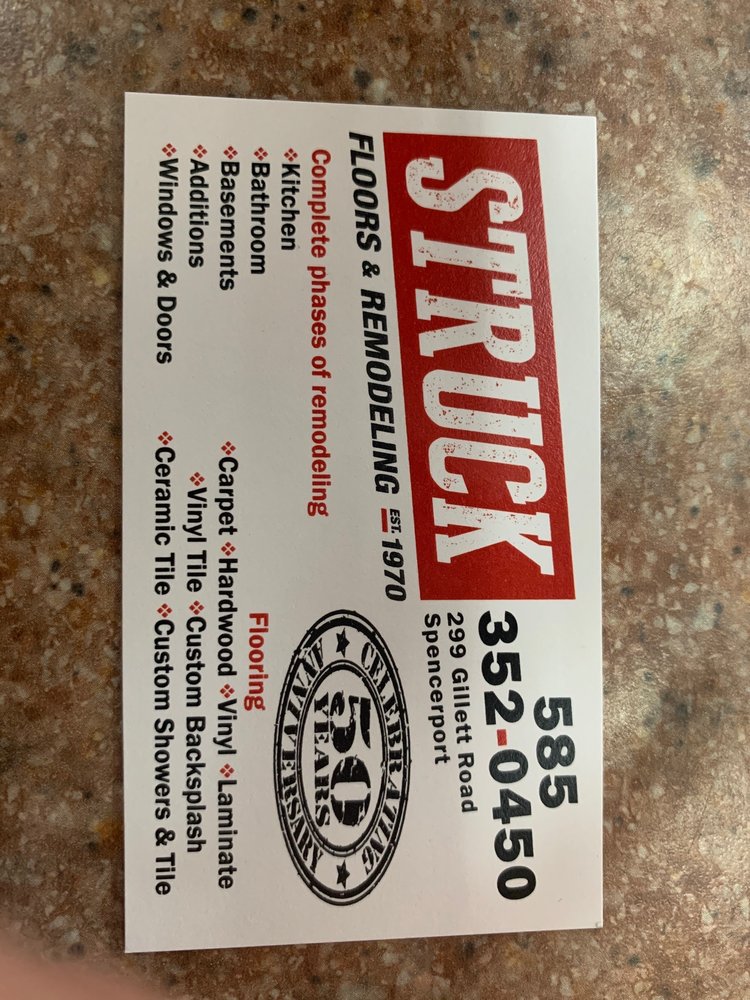 STRUCK
FLOORS & REMODELING EST. 1970
585
352-0450
299 Gillett Road
Spencerport
CELEBRATING
50
YEARS
ANNIVERSARY
Complete phases of remodeling
❖Kitchen
❖Bathroom
❖Basements
❖Additions
❖Windows & Doors
Flooring
❖Carpet ❖Hardwood ❖Vinyl ❖Laminate
❖Vinyl Tile ❖Custom Backsplash
❖Ceramic Tile ❖Custom Showers & Tile